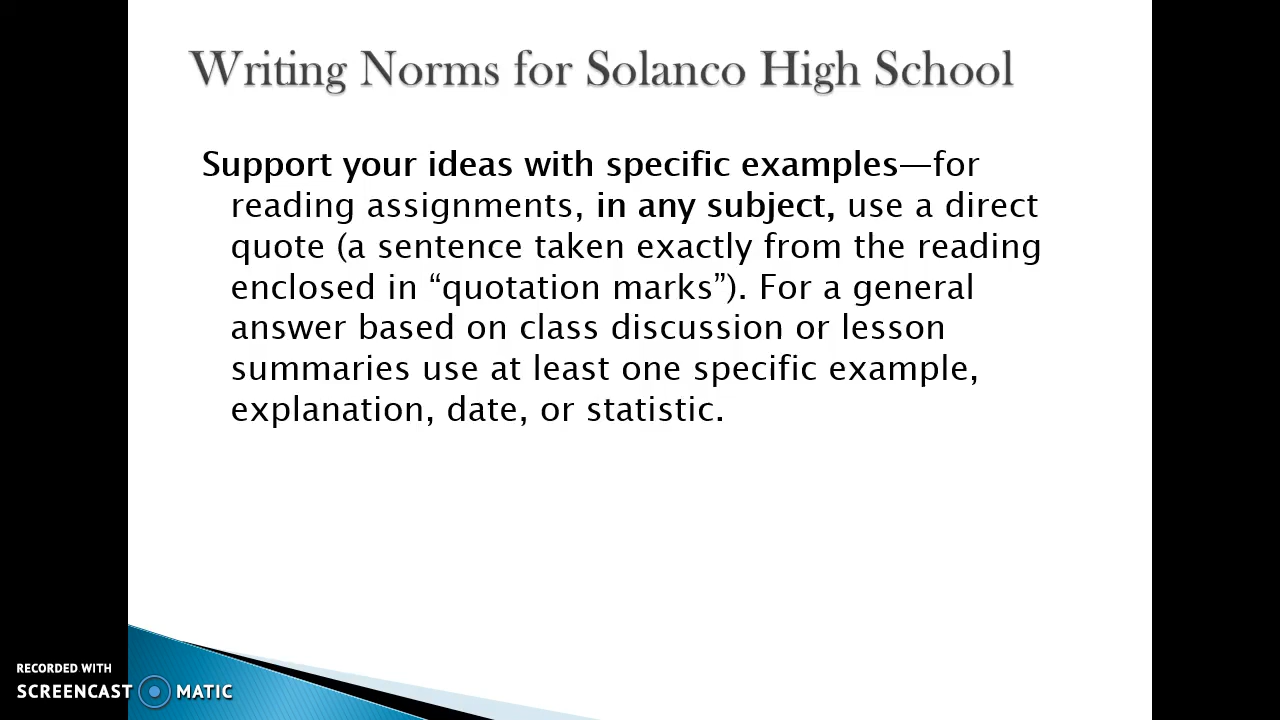 Writing Norms for Solanco High School
Support your ideas with specific examples—for
reading assignments, in any subject, use a direct
quote (a sentence taken exactly from the reading
enclosed in “quotation marks”). For a general
answer based on class discussion or lesson
summaries use at least one specific example,
explanation, date, or statistic.
RECORDED WITH
SCREENCAST MATIC